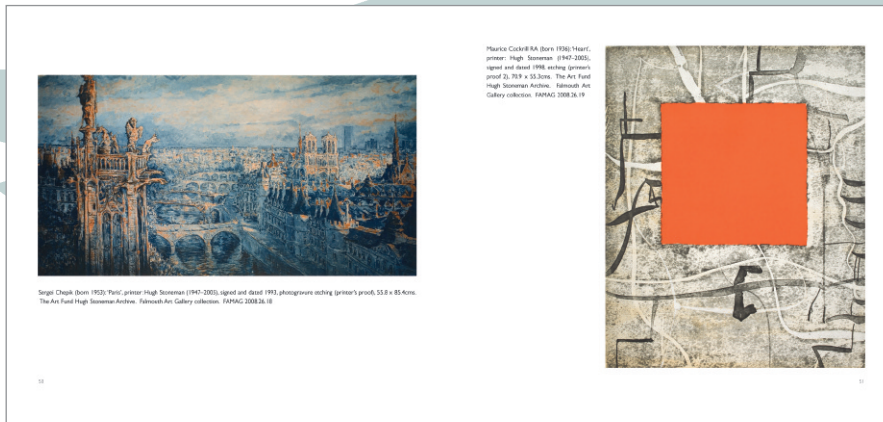 Sergei Chepik (born 1953): 'Paris', printer: Hugh Stoneman (1947–2005), signed and dated 1993, photogravure etching (printer's proof), 55.8 x 85.4cms.
The Art Fund Hugh Stoneman Archive. Falmouth Art Gallery collection. FAMAG 2008.26.18
50
Maurice Cockrill RA (born 1936): 'Heart',
printer: Hugh Stoneman (1947–2005),
signed and dated 1998, etching (printer's
proof 2), 70.9 x 55.3cms. The Art Fund
Hugh Stoneman Archive. Falmouth Art
Gallery collection. FAMAG 2008.26.19
51